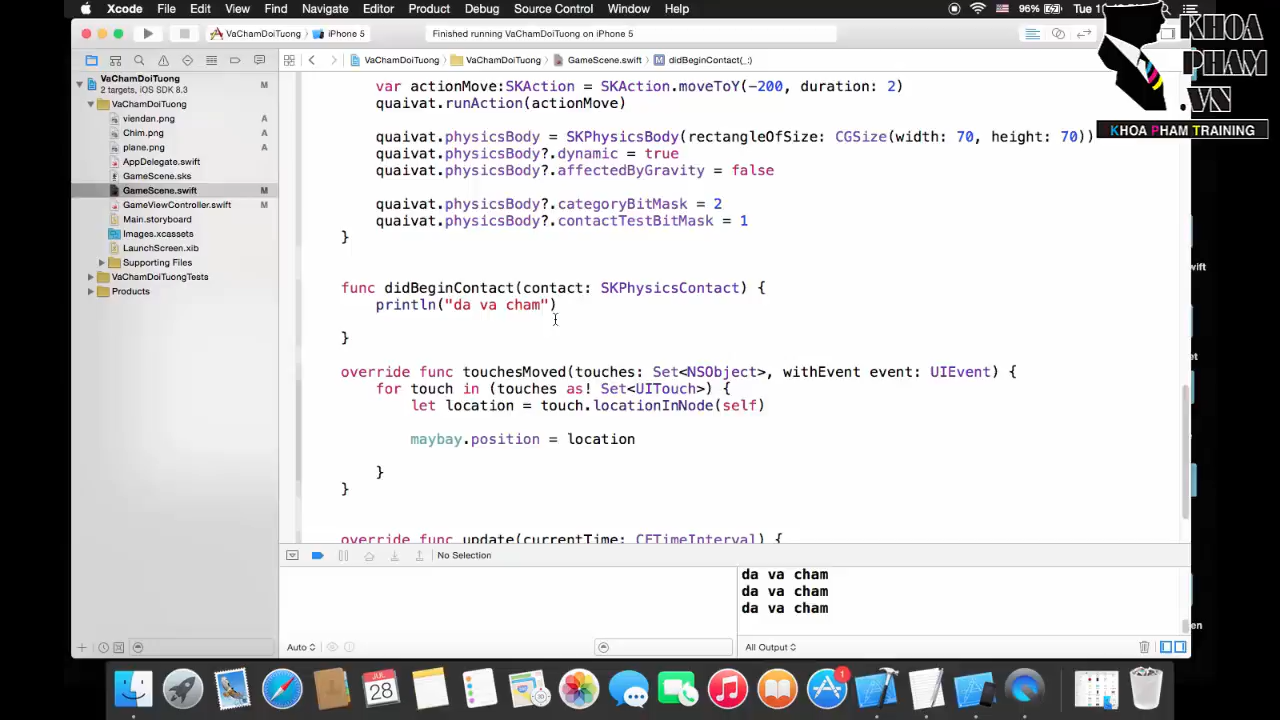 Xcode File Edit View Find Navigate Editor Product Debug Source Control Window Help 96% Tue 1
VaChamDoiTuong iPhone 5 Finished running VaChamDoiTuong on iPhone 5
KHOA
PHAM
.VN
KHOA PHAM TRAINING
VaChamDoiTuong VaChamDoiTuong GameScene.swift M didBeginContact(_:)
VaChamDoiTuong M
2 targets, iOS SDK 8.3
VaChamDoiTuong
viendan.png A
Chim.png A
plane.png A
AppDelegate.swift
GameScene.sks
GameScene.swift M
GameViewController.swift M
Main.storyboard
Images.xcassets
LaunchScreen.xib
Supporting Files
VaChamDoiTuongTests
Products
var actionMove:SKAction = SKAction.moveToY(-200, duration: 2)
quaivat.runAction(actionMove)
quaivat.physicsBody = SKPhysicsBody(rectangleOfSize: CGSize(width: 70, height: 70))
quaivat.physicsBody?.dynamic = true
quaivat.physicsBody?.affectedByGravity = false
quaivat.physicsBody?.categoryBitMask = 2
quaivat.physicsBody?.contactTestBitMask = 1
}
func didBeginContact(contact: SKPhysicsContact) {
println("da va cham")
}
override func touchesMoved(touches: Set<NSObject>, withEvent event: UIEvent) {
for touch in (touches as! Set<UITouch>) {
let location = touch.locationInNode(self)
maybay.position = location
}
}
override func update(currentTime: CFTimeInterval) {
No Selection
da va cham
da va cham
da va cham
Auto All Output
JUL
28
1